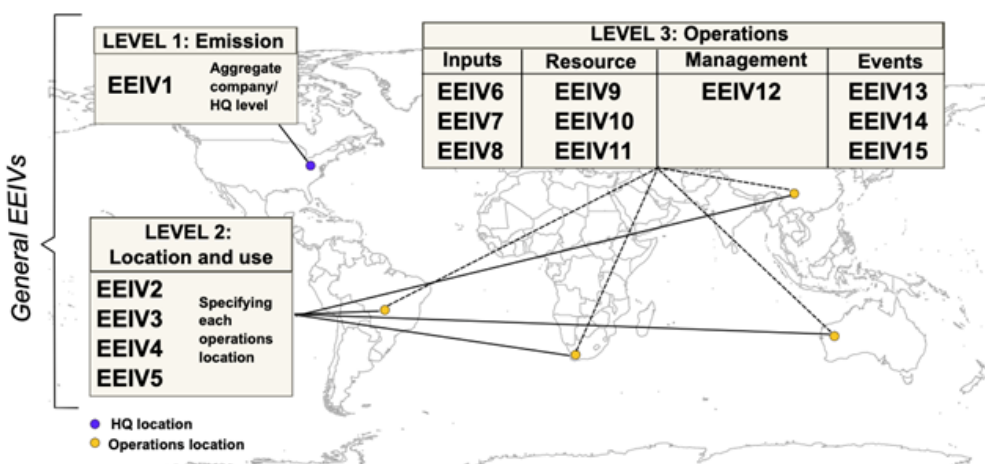 General EEIVs
LEVEL 1: Emission
EEIV1
Aggregate
company/
HQ level
LEVEL 2:
Location and use
EEIV2
EEIV3
EEIV4
EEIV5
Specifying
each
operations
location
LEVEL 3: Operations
Inputs Resource Management Events
EEIV6 EEIV9 EEIV12 EEIV13
EEIV7 EEIV10 EEIV14
EEIV8 EEIV11 EEIV15
HQ location
Operations location